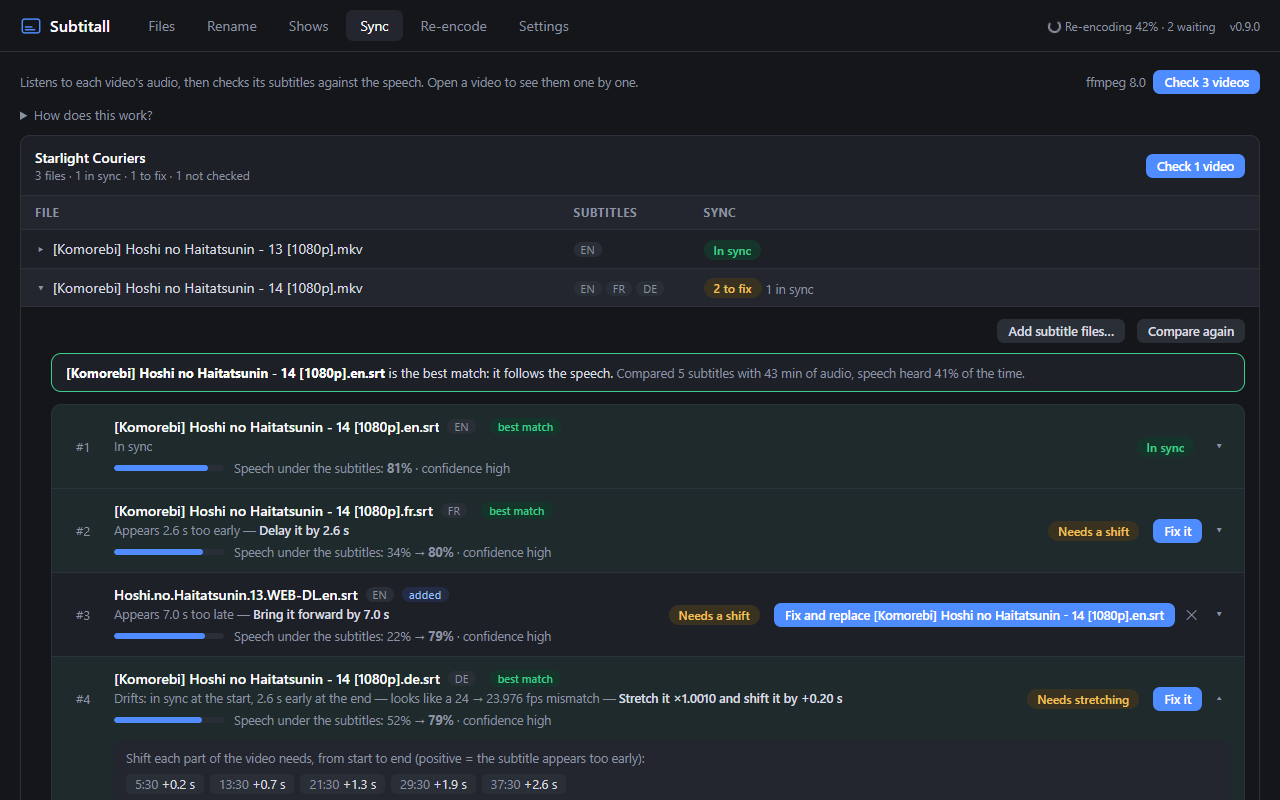 Subtitall Files Rename Shows Sync Re-encode Settings Re-encoding 42% · 2 waiting v0.9.0
Listens to each video's audio, then checks its subtitles against the speech. Open a video to see them one by one. ffmpeg 8.0 Check 3 videos
▶ How does this work?
Starlight Couriers
3 files · 1 in sync · 1 to fix · 1 not checked
Check 1 video
FILE SUBTITLES SYNC
▸ [Komorebi] Hoshi no Haitatsunin - 13 [1080p].mkv EN In sync
▾ [Komorebi] Hoshi no Haitatsunin - 14 [1080p].mkv EN FR DE 2 to fix 1 in sync
Add subtitle files... Compare again
[Komorebi] Hoshi no Haitatsunin - 14 [1080p].en.srt is the best match: it follows the speech. Compared 5 subtitles with 43 min of audio, speech heard 41% of the time.
#1 [Komorebi] Hoshi no Haitatsunin - 14 [1080p].en.srt EN best match
In sync
Speech under the subtitles: 81% · confidence high
In sync ▾
#2 [Komorebi] Hoshi no Haitatsunin - 14 [1080p].fr.srt FR best match
Appears 2.6 s too early — Delay it by 2.6 s
Speech under the subtitles: 34% → 80% · confidence high
Needs a shift Fix it ▾
#3 Hoshi.no.Haitatsunin.13.WEB-DL.en.srt EN added
Appears 7.0 s too late — Bring it forward by 7.0 s
Speech under the subtitles: 22% → 79% · confidence high
Needs a shift Fix and replace [Komorebi] Hoshi no Haitatsunin - 14 [1080p].en.srt ✕ ▾
#4 [Komorebi] Hoshi no Haitatsunin - 14 [1080p].de.srt DE best match
Drifts: in sync at the start, 2.6 s early at the end — looks like a 24 → 23.976 fps mismatch — Stretch it ×1.0010 and shift it by +0.20 s
Speech under the subtitles: 52% → 79% · confidence high
Needs stretching Fix it ▴
Shift each part of the video needs, from start to end (positive = the subtitle appears too early):
5:30 +0.2 s 13:30 +0.7 s 21:30 +1.3 s 29:30 +1.9 s 37:30 +2.6 s